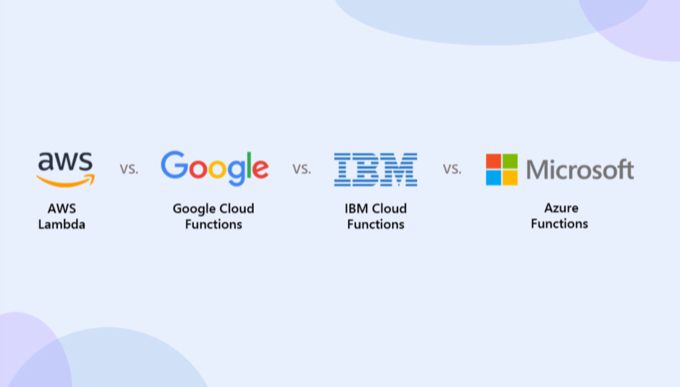 aws vs. Google vs. IBM vs. Microsoft
AWS
Lambda
Google Cloud
Functions
IBM Cloud
Functions
Azure
Functions